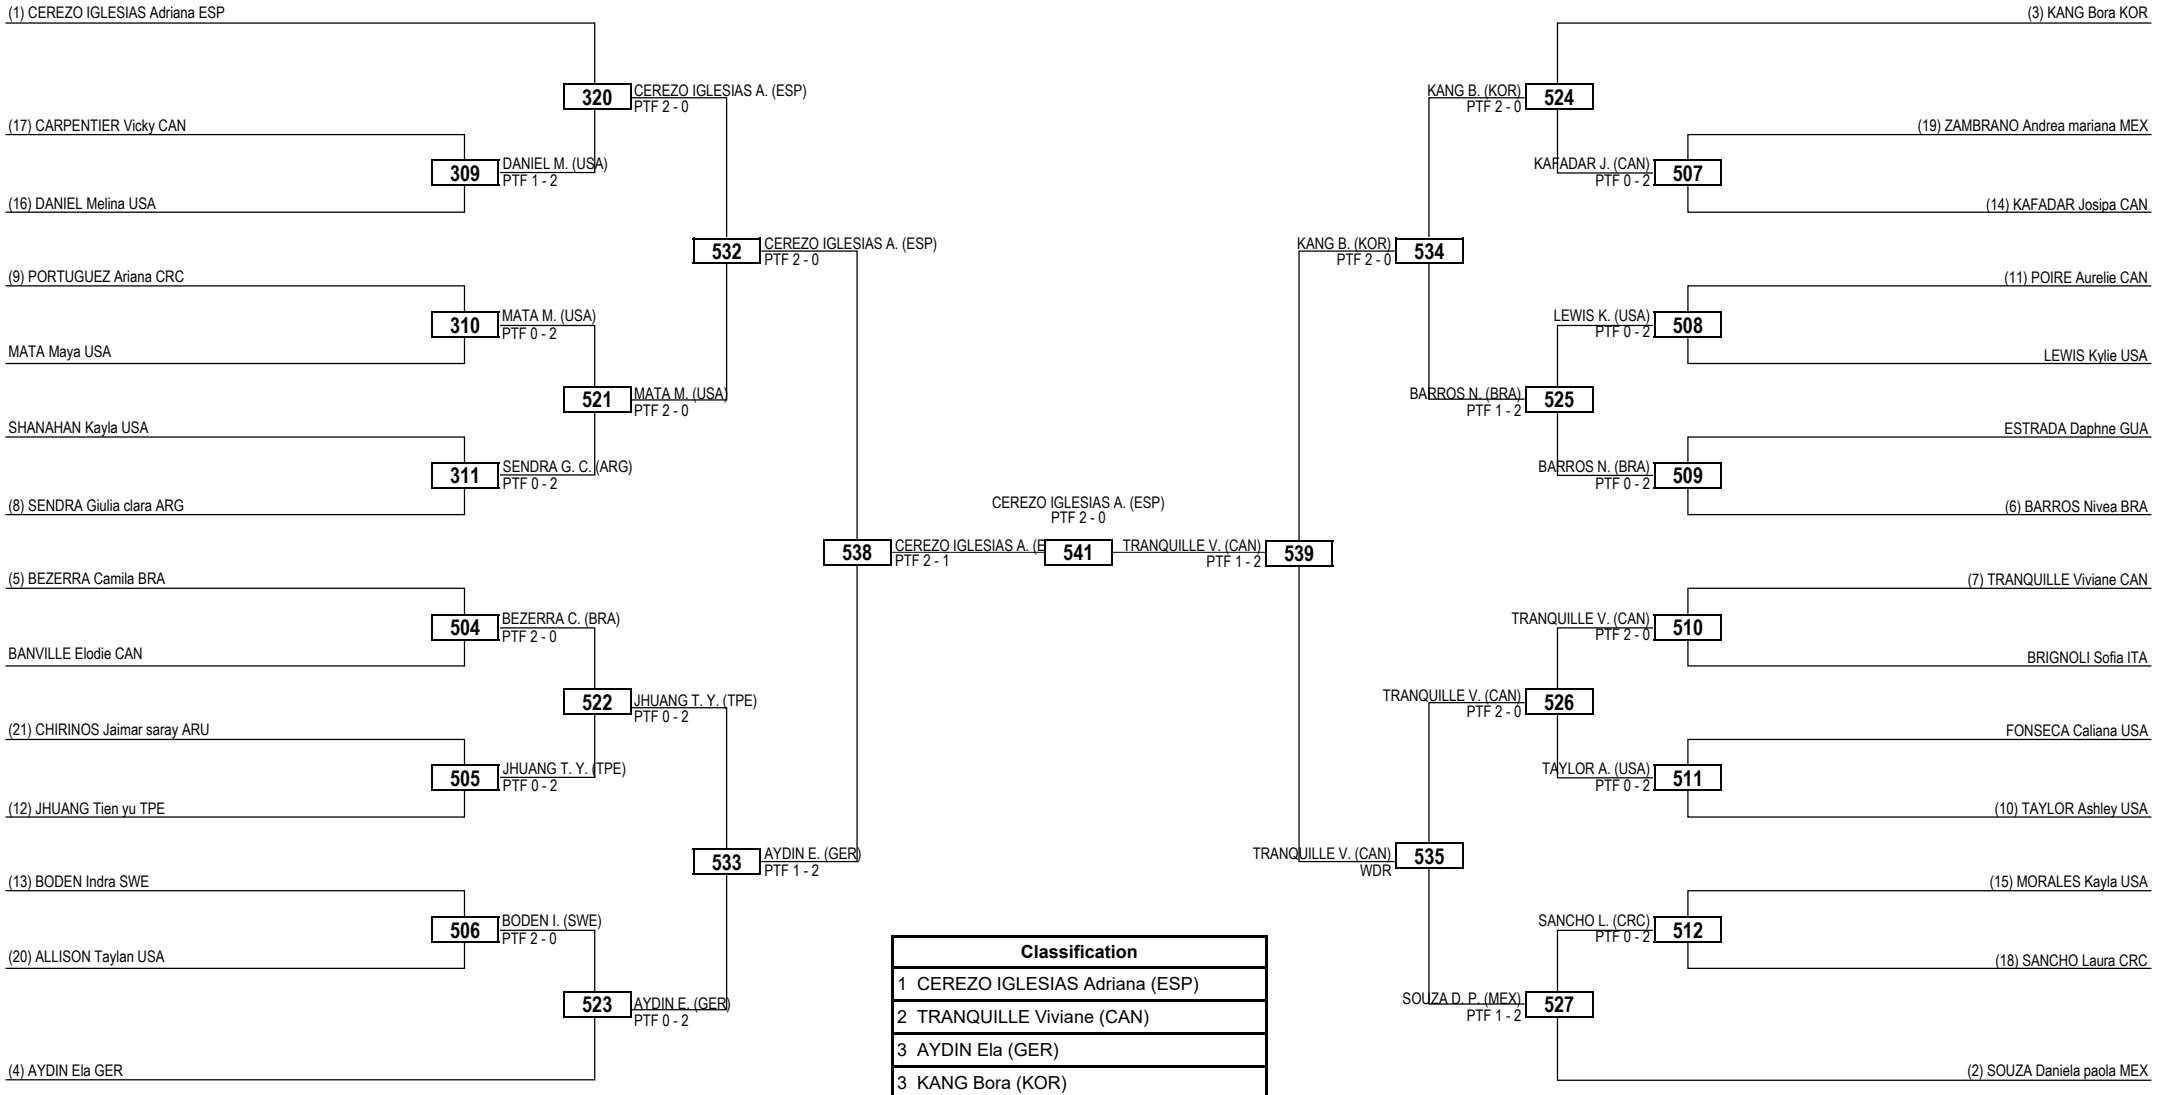 (1) CEREZO IGLESIAS Adriana ESP
(3) KANG Bora KOR
320
CEREZO IGLESIAS A. (ESP)
PTF 2 - 0
KANG B. (KOR)
PTF 2 - 0
524
(17) CARPENTIER Vicky CAN
(19) ZAMBRANO Andrea mariana MEX
309
DANIEL M. (USA)
PTF 1 - 2
KAFADAR J. (CAN)
PTF 0 - 2
507
(16) DANIEL Melina USA
(14) KAFADAR Josipa CAN
532
CEREZO IGLESIAS A. (ESP)
PTF 2 - 0
KANG B. (KOR)
PTF 2 - 0
534
(9) PORTUGUEZ Ariana CRC
(11) POIRE Aurelie CAN
310
MATA M. (USA)
PTF 0 - 2
LEWIS K. (USA)
PTF 0 - 2
508
MATA Maya USA
LEWIS Kylie USA
521
MATA M. (USA)
PTF 2 - 0
BARROS N. (BRA)
PTF 1 - 2
525
SHANAHAN Kayla USA
ESTRADA Daphne GUA
311
SENDRA G. C. (ARG)
PTF 0 - 2
BARROS N. (BRA)
PTF 0 - 2
509
(8) SENDRA Giulia clara ARG
(6) BARROS Nivea BRA
CEREZO IGLESIAS A. (ESP)
PTF 2 - 0
538
CEREZO IGLESIAS A. (E
PTF 2 - 1
541
TRANQUILLE V. (CAN)
PTF 1 - 2
539
(5) BEZERRA Camila BRA
(7) TRANQUILLE Viviane CAN
504
BEZERRA C. (BRA)
PTF 2 - 0
TRANQUILLE V. (CAN)
PTF 2 - 0
510
BANVILLE Elodie CAN
BRIGNOLI Sofia ITA
522
JHUANG T. Y. (TPE)
PTF 0 - 2
TRANQUILLE V. (CAN)
PTF 2 - 0
526
(21) CHIRINOS Jaimar saray ARU
FONSECA Caliana USA
505
JHUANG T. Y. (TPE)
PTF 0 - 2
TAYLOR A. (USA)
PTF 0 - 2
511
(12) JHUANG Tien yu TPE
(10) TAYLOR Ashley USA
533
AYDIN E. (GER)
PTF 1 - 2
TRANQUILLE V. (CAN)
WDR
535
(13) BODEN Indra SWE
(15) MORALES Kayla USA
506
BODEN I. (SWE)
PTF 2 - 0
SANCHO L. (CRC)
PTF 0 - 2
512
(20) ALLISON Taylan USA
(18) SANCHO Laura CRC
523
AYDIN E. (GER)
PTF 0 - 2
SOUZA D. P. (MEX)
PTF 1 - 2
527
(4) AYDIN Ela GER
(2) SOUZA Daniela paola MEX
Classification
1 CEREZO IGLESIAS Adriana (ESP)
2 TRANQUILLE Viviane (CAN)
3 AYDIN Ela (GER)
3 KANG Bora (KOR)